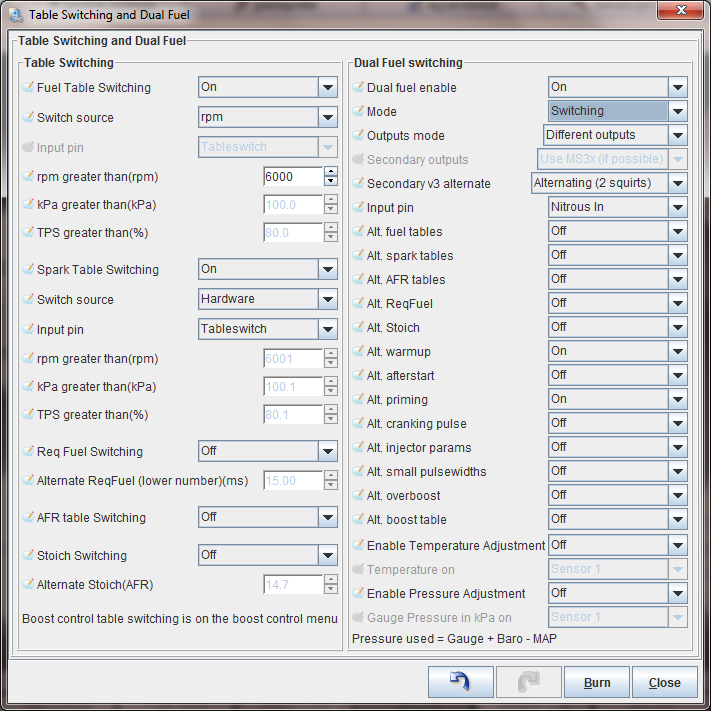 Table Switching and Dual Fuel
Table Switching and Dual Fuel
Table Switching
Fuel Table Switching On
Switch source rpm
Input pin Tableswitch
rpm greater than(rpm) 6000
kPa greater than(kPa) 100.0
TPS greater than(%) 80.0
Spark Table Switching On
Switch source Hardware
Input pin Tableswitch
rpm greater than(rpm) 6001
kPa greater than(kPa) 100.1
TPS greater than(%) 80.1
Req Fuel Switching Off
Alternate ReqFuel (lower number)(ms) 15.00
AFR table Switching Off
Stoich Switching Off
Alternate Stoich(AFR) 14.7
Boost control table switching is on the boost control menu
Dual Fuel switching
Dual fuel enable On
Mode Switching
Outputs mode Different outputs
Secondary outputs Use MS3x (if possible)
Secondary v3 alternate Alternating (2 squirts)
Input pin Nitrous In
Alt. fuel tables Off
Alt. spark tables Off
Alt. AFR tables Off
Alt. ReqFuel Off
Alt. Stoich Off
Alt. warmup On
Alt. afterstart Off
Alt. priming On
Alt. cranking pulse Off
Alt. injector params Off
Alt. small pulsewidths Off
Alt. overboost Off
Alt. boost table Off
Enable Temperature Adjustment Off
Temperature on Sensor 1
Enable Pressure Adjustment Off
Gauge Pressure in kPa on Sensor 1
Pressure used = Gauge + Baro - MAP
Burn
Close